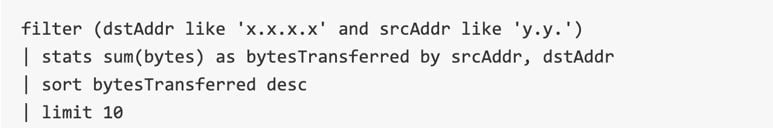 filter (dstAddr like 'x.x.x.x' and srcAddr like 'y.y.')
| stats sum(bytes) as bytesTransferred by srcAddr, dstAddr
| sort bytesTransferred desc
| limit 10